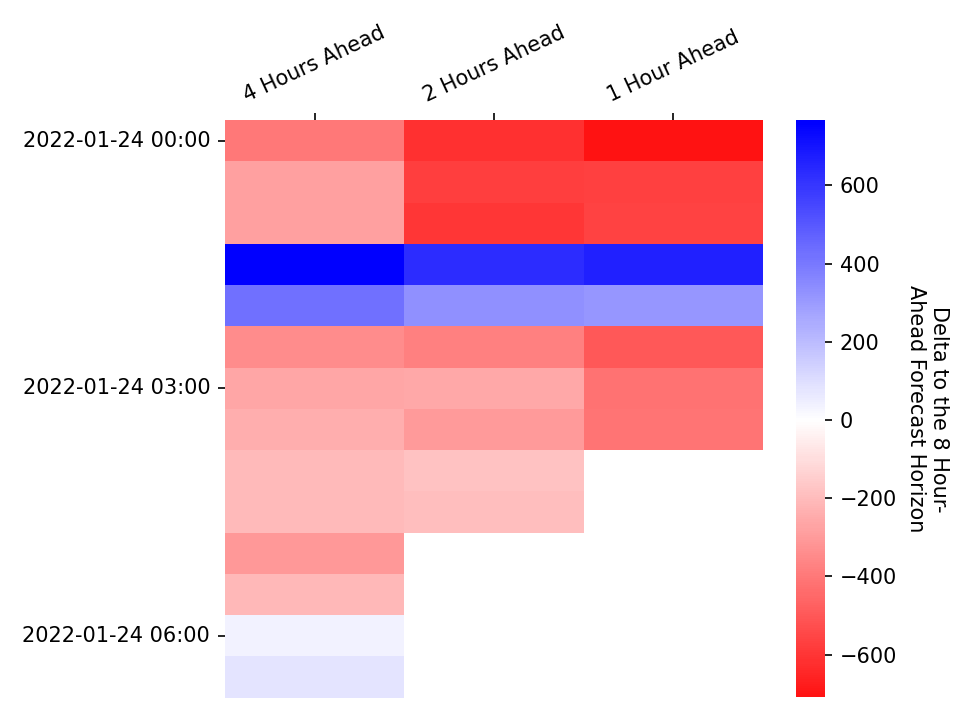 4 Hours Ahead
2 Hours Ahead
1 Hour Ahead
2022-01-24 00:00
2022-01-24 03:00
2022-01-24 06:00
600
400
200
0
−200
−400
−600
Delta to the 8 Hour-
Ahead Forecast Horizon